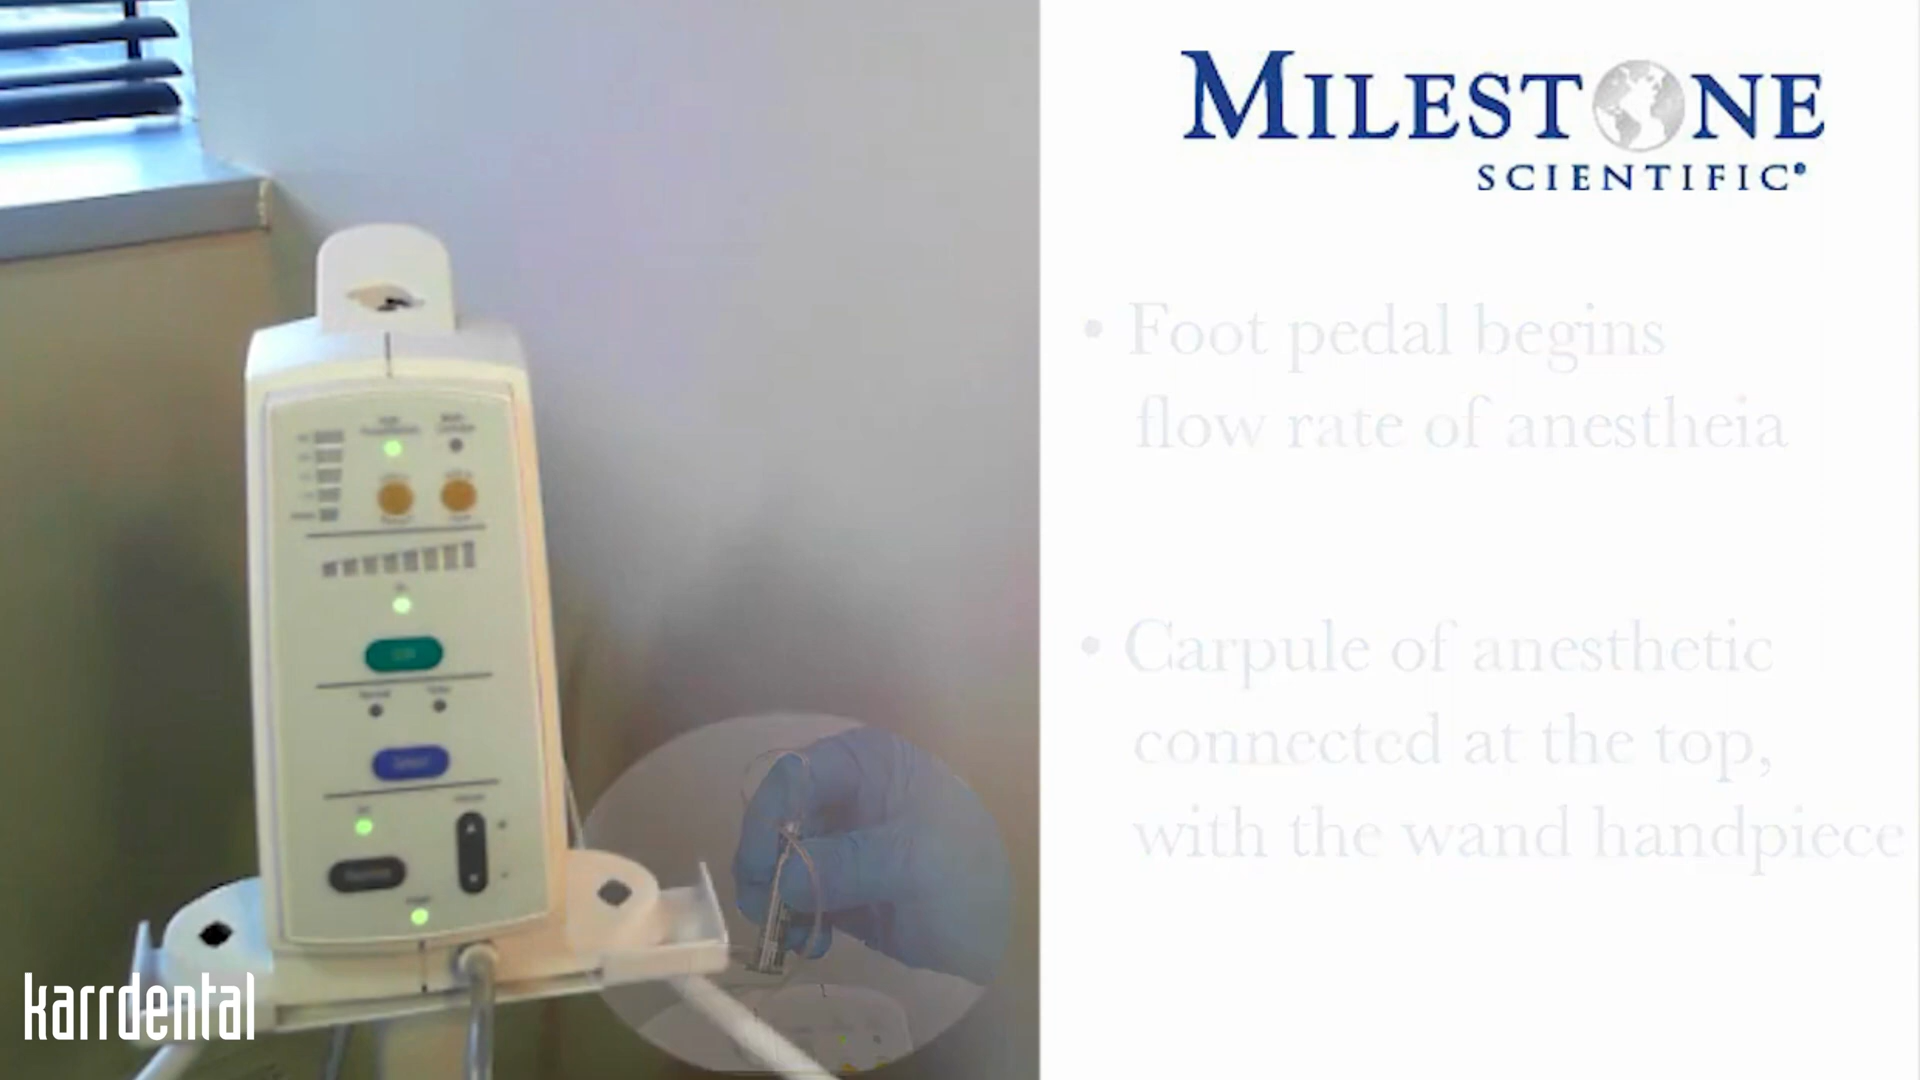 MILESTONE
SCIENTIFIC®
• Foot pedal begins
flow rate of anestheia
• Carpule of anesthetic
connected at the top,
with the wand handpiece
karrdental